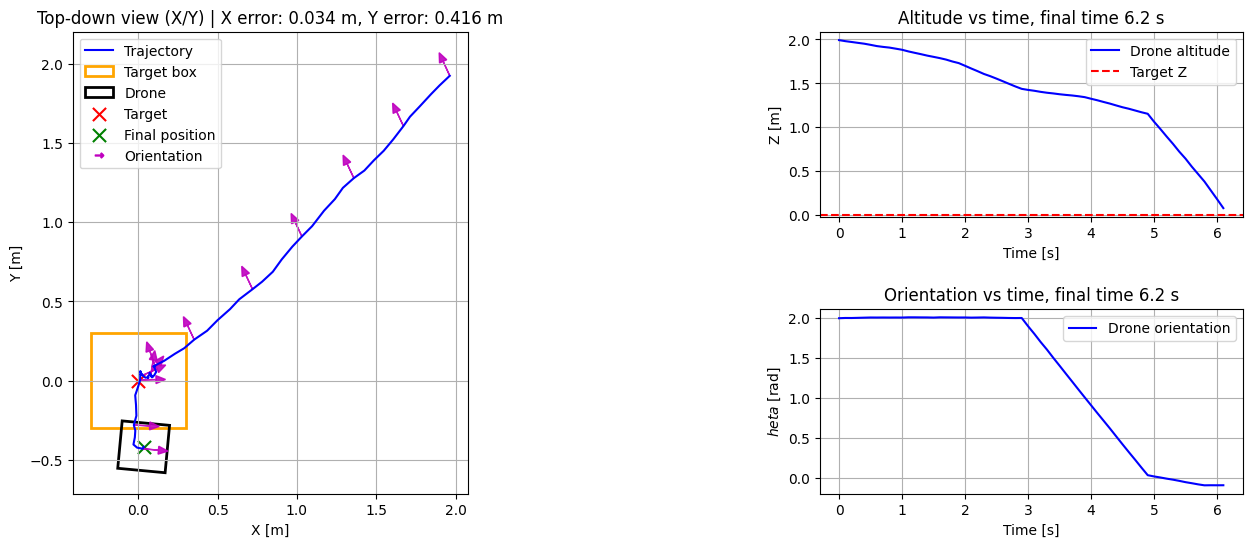 Top-down view (X/Y) | X error: 0.034 m, Y error: 0.416 m
Trajectory
Target box
Drone
Target
Final position
Orientation
2.0
1.5
1.0
0.5
0.0
−0.5
Y [m]
0.0
0.5
1.0
1.5
2.0
X [m]
Altitude vs time, final time 6.2 s
Drone altitude
Target Z
2.0
1.5
1.0
0.5
0.0
Z [m]
0
1
2
3
4
5
6
Time [s]
Orientation vs time, final time 6.2 s
Drone orientation
2.0
1.5
1.0
0.5
0.0
heta [rad]
0
1
2
3
4
5
6
Time [s]